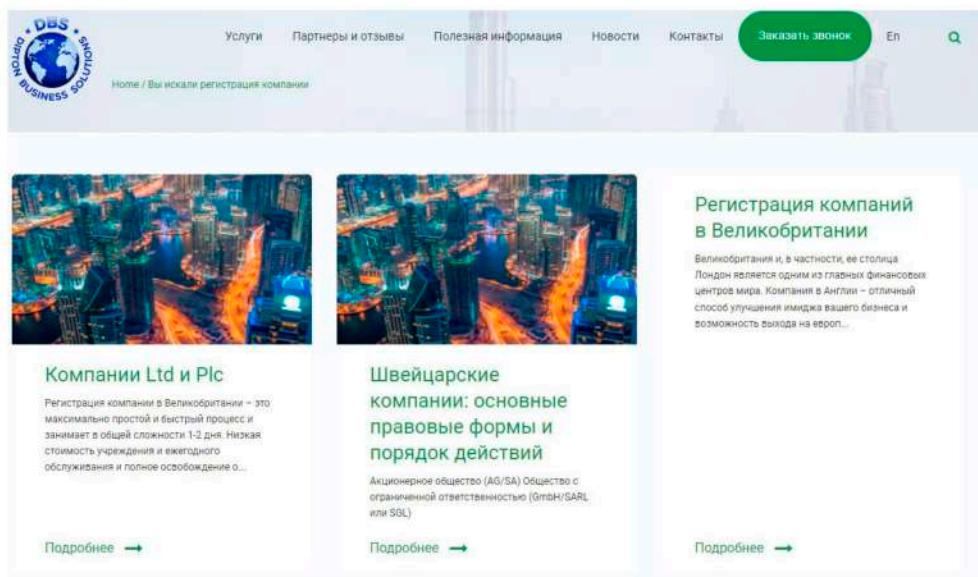 DBS
DIPTON BUSINESS SOLUTIONS
Услуги Партнеры и отзывы Полезная информация Новости Контакты Заказать звонок En
Home / Вы искали регистрация компании
Компании Ltd и Plc
Регистрация компании в Великобритании – это
максимально простой и быстрый процесс и
занимает в общей сложности 1-2 дня. Низкая
стоимость учреждения и ежегодного
обслуживания и полное освобождение о...
Подробнее
Швейцарские
компании: основные
правовые формы и
порядок действий
Акционерное общество (AG/SA) Общество с
ограниченной ответственностью (GmbH/SARL
или SGL)
Подробнее
Регистрация компаний
в Великобритании
Великобритания и, в частности, ее столица
Лондон является одним из главных финансовых
центров мира. Компания в Англии – отличный
способ улучшения имиджа вашего бизнеса и
возможность выхода на европ...
Подробнее